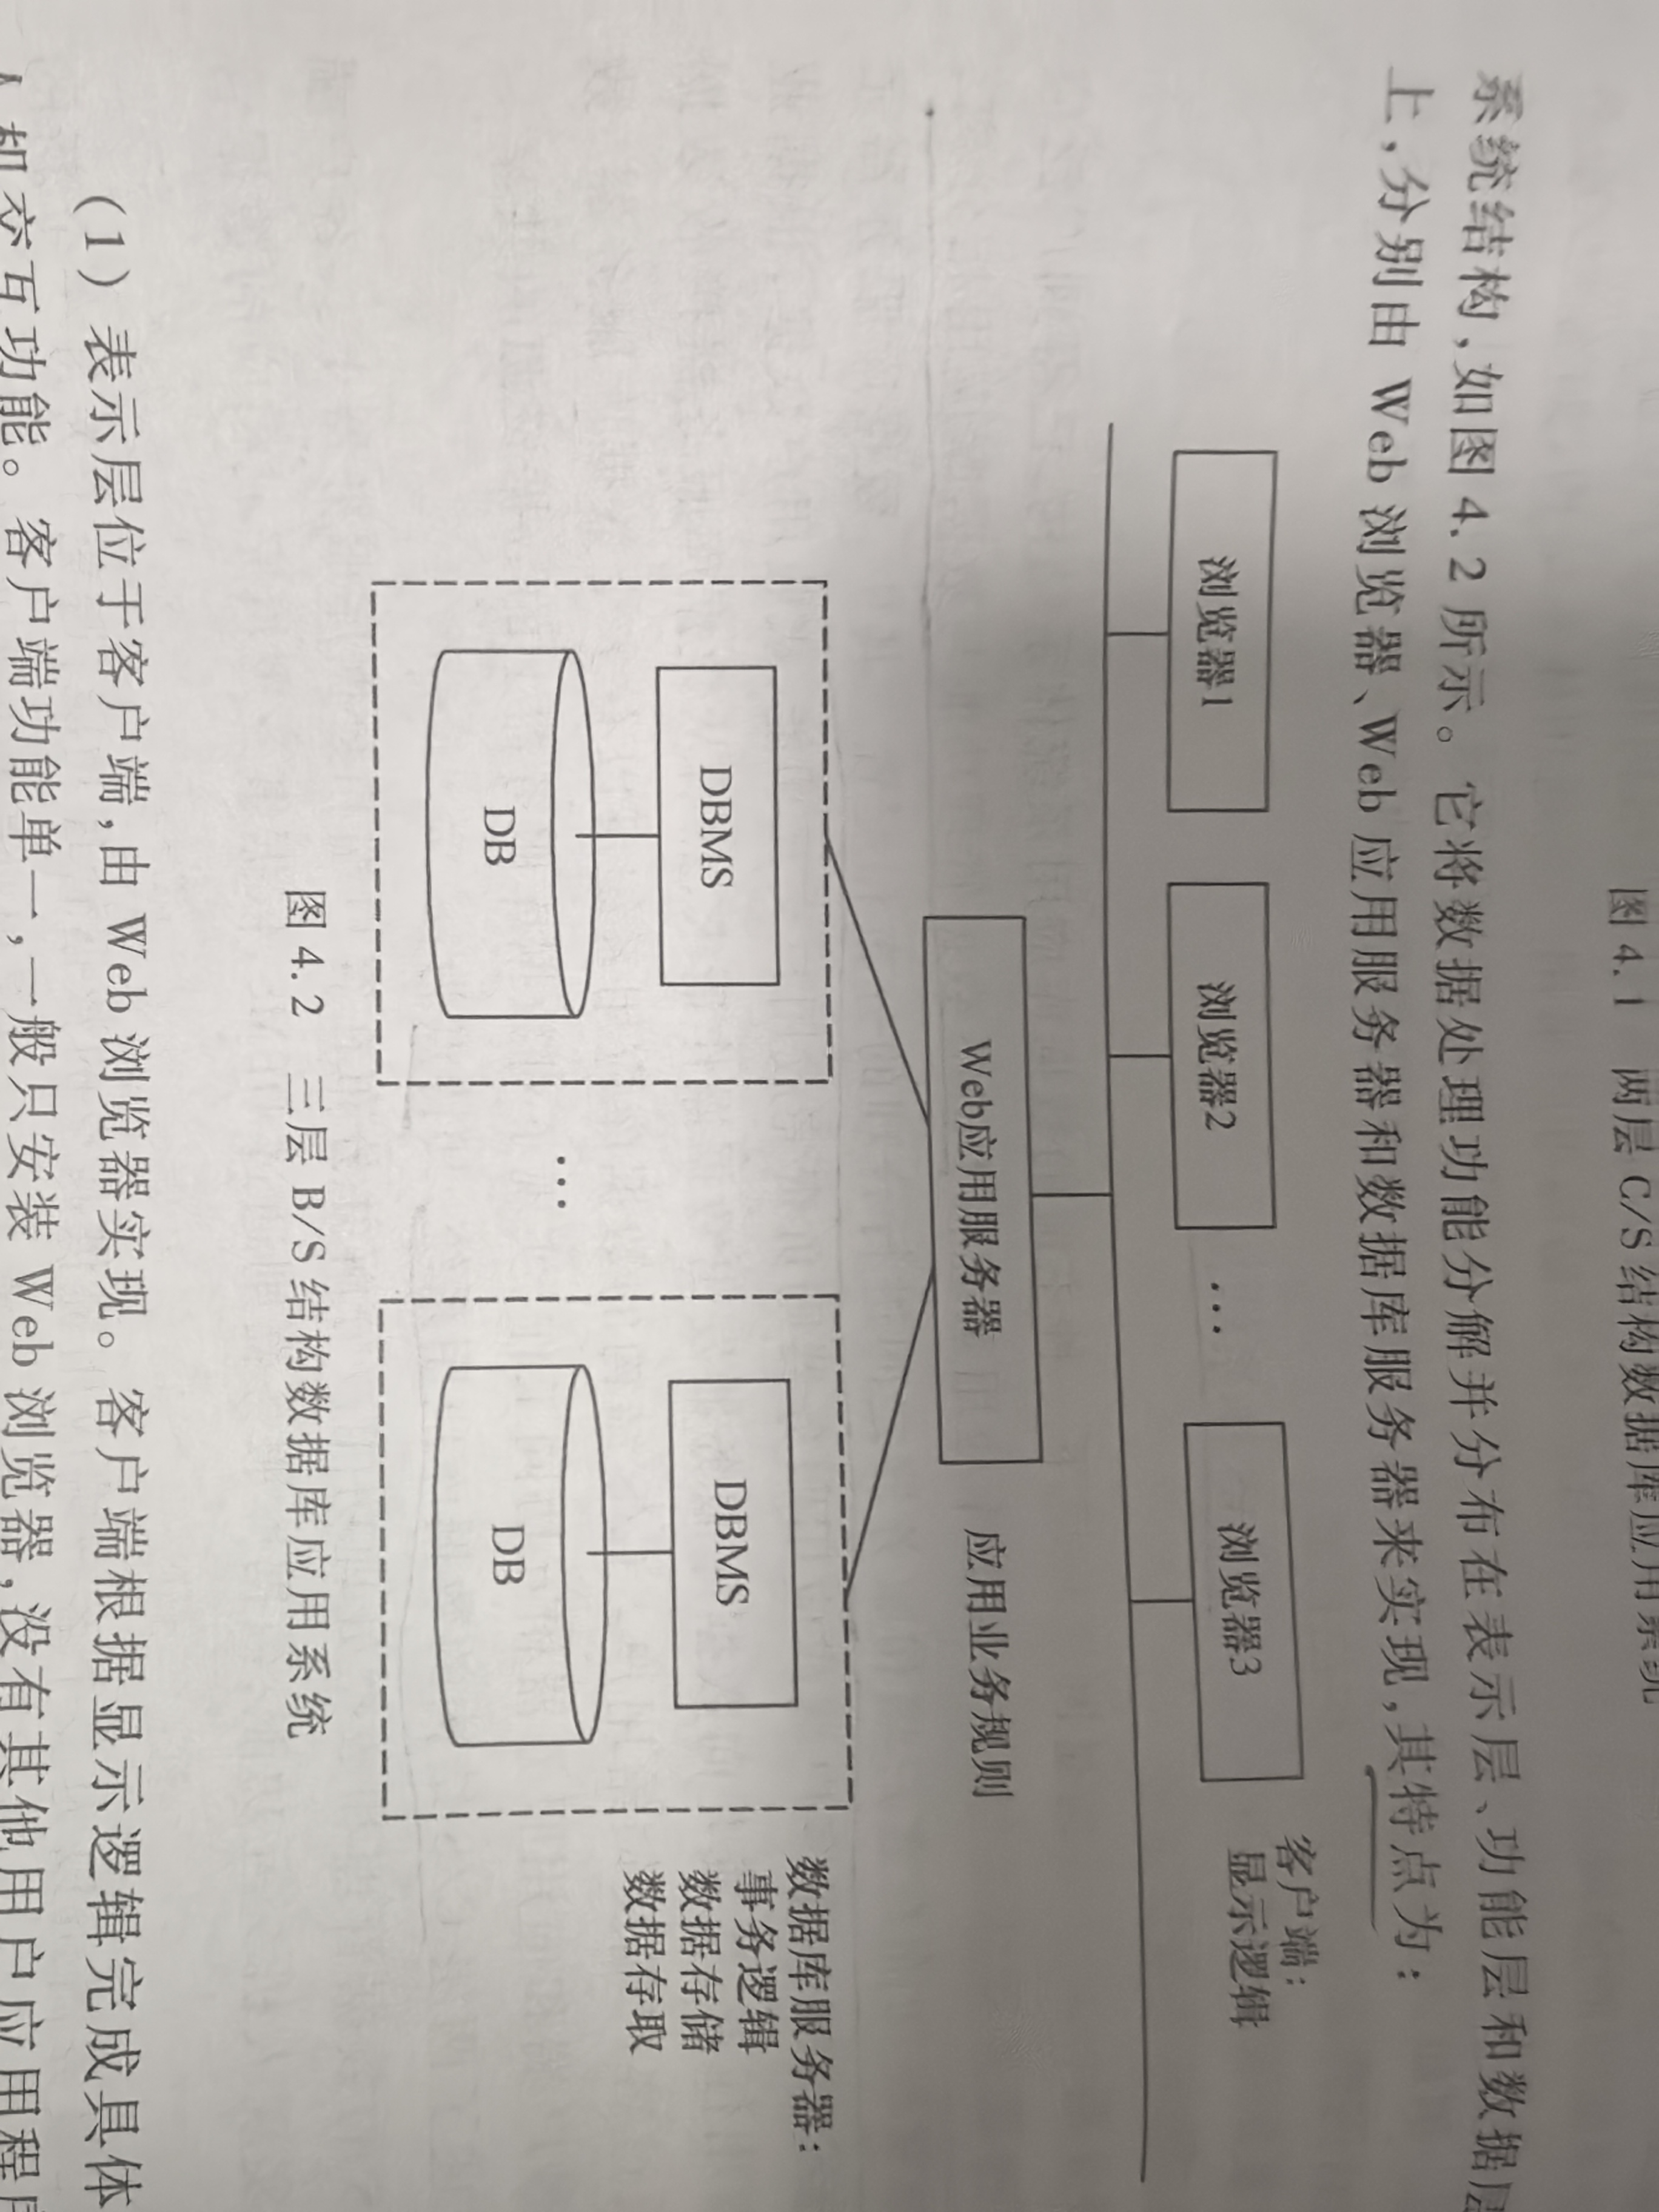 图 4.1 两层 C/S 结构数据库应用系统
系统结构,如图 4.2 所示。它将数据处理功能分解并分布在表示层、功能层和数据层
上,分别由 Web 浏览器、Web 应用服务器和数据库服务器来实现,其特点为:
浏览器1
浏览器2
…
浏览器3
客户端:
显示逻辑
Web应用服务器
应用业务规则
DBMS
DBMS
数据库服务器:
事务逻辑
数据存储
数据存取
DB
…
DB
图 4.2 三层 B/S 结构数据库应用系统
(1) 表示层位于客户端,由 Web 浏览器实现。客户端根据显示逻辑完成具体
人机交互功能。客户端功能单一,一般只安装 Web 浏览器,没有其他用户应用程序